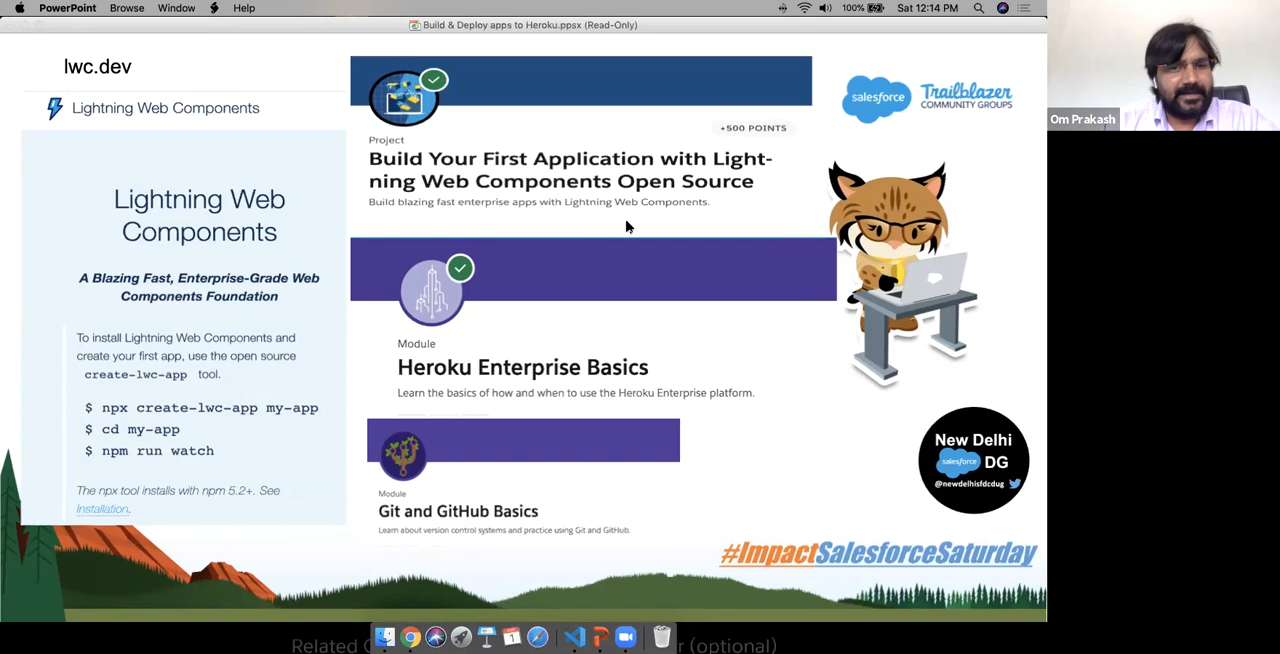 PowerPoint Browse Window Help
100% Sat 12:14 PM
Build & Deploy apps to Heroku.ppsx (Read-Only)
lwc.dev
Lightning Web Components
Lightning Web
Components
A Blazing Fast, Enterprise-Grade Web
Components Foundation
To install Lightning Web Components and
create your first app, use the open source
create-lwc-app tool.
$ npx create-lwc-app my-app
$ cd my-app
$ npm run watch
The npx tool installs with npm 5.2+. See
Installation.
+500 POINTS
Project
Build Your First Application with Light-
ning Web Components Open Source
Build blazing fast enterprise apps with Lightning Web Components.
Module
Heroku Enterprise Basics
Learn the basics of how and when to use the Heroku Enterprise platform.
Module
Git and GitHub Basics
Learn about version control systems and practice using Git and GitHub.
salesforce
Trailblazer
COMMUNITY GROUPS
New Delhi
salesforce DG
@newdelhisfdcdug
#ImpactSalesforceSaturday
Om Prakash
1
Related (optional)